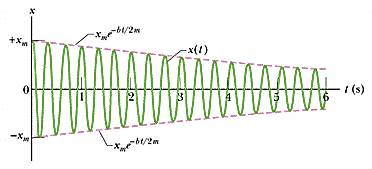 x
+xₘ
xₘe⁻ᵇᵗ/²ᵐ
x(t)
0
1
2
3
4
5
6
t (s)
−xₘ
xₘe⁻ᵇᵗ/²ᵐ